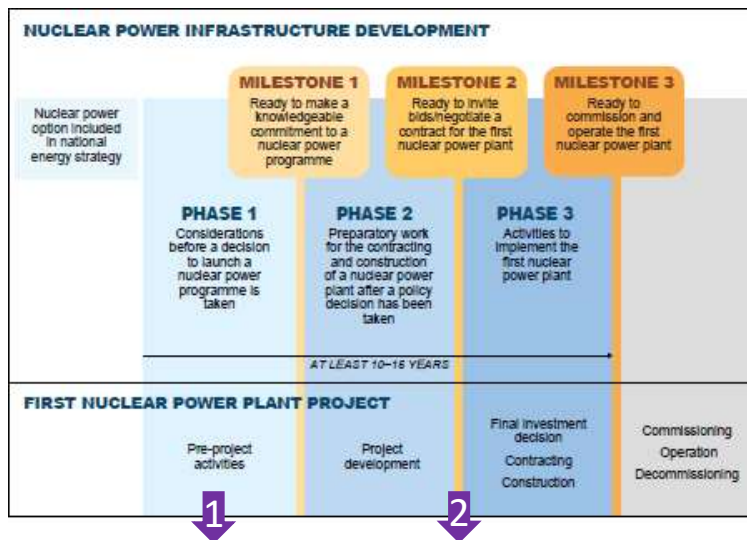 NUCLEAR POWER INFRASTRUCTURE DEVELOPMENT
Nuclear power
option included
in national
energy strategy
MILESTONE 1
Ready to make a
knowledgeable
commitment to a
nuclear power
programme
MILESTONE 2
Ready to invite
bids/negotiate a
contract for the first
nuclear power plant
MILESTONE 3
Ready to
commission and
operate the first
nuclear power plant
PHASE 1
Considerations
before a decision
to launch a
nuclear power
programme is
taken
PHASE 2
Preparatory work
for the contracting
and construction
of a nuclear power
plant after a policy
decision has been
taken
PHASE 3
Activities to
implement the
first nuclear
power plant
AT LEAST 10–15 YEARS
FIRST NUCLEAR POWER PLANT PROJECT
Pre-project
activities
Project
development
Final investment
decision
Contracting
Construction
Commissioning
Operation
Decommissioning
1
2